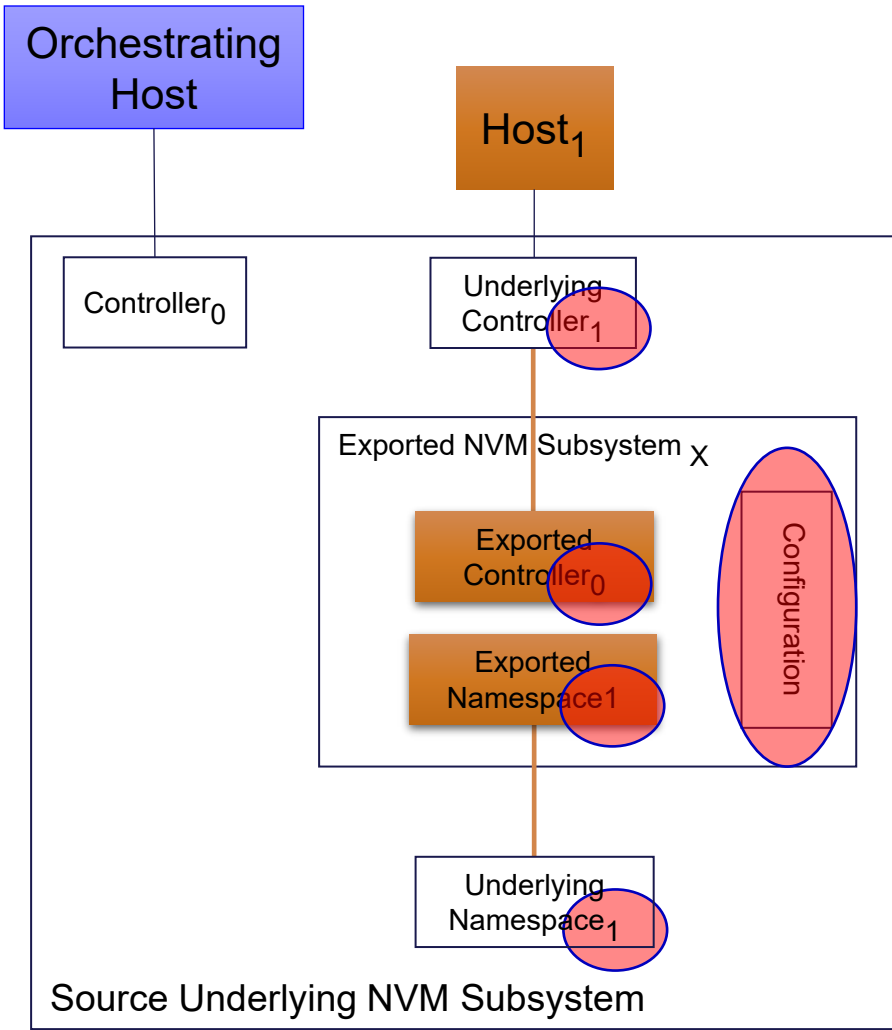 Orchestrating
Host
Host1
Controller0
Underlying
Controller1
Exported NVM Subsystem X
Exported
Controller0
Configuration
Exported
Namespace1
Underlying
Namespace1
Source Underlying NVM Subsystem